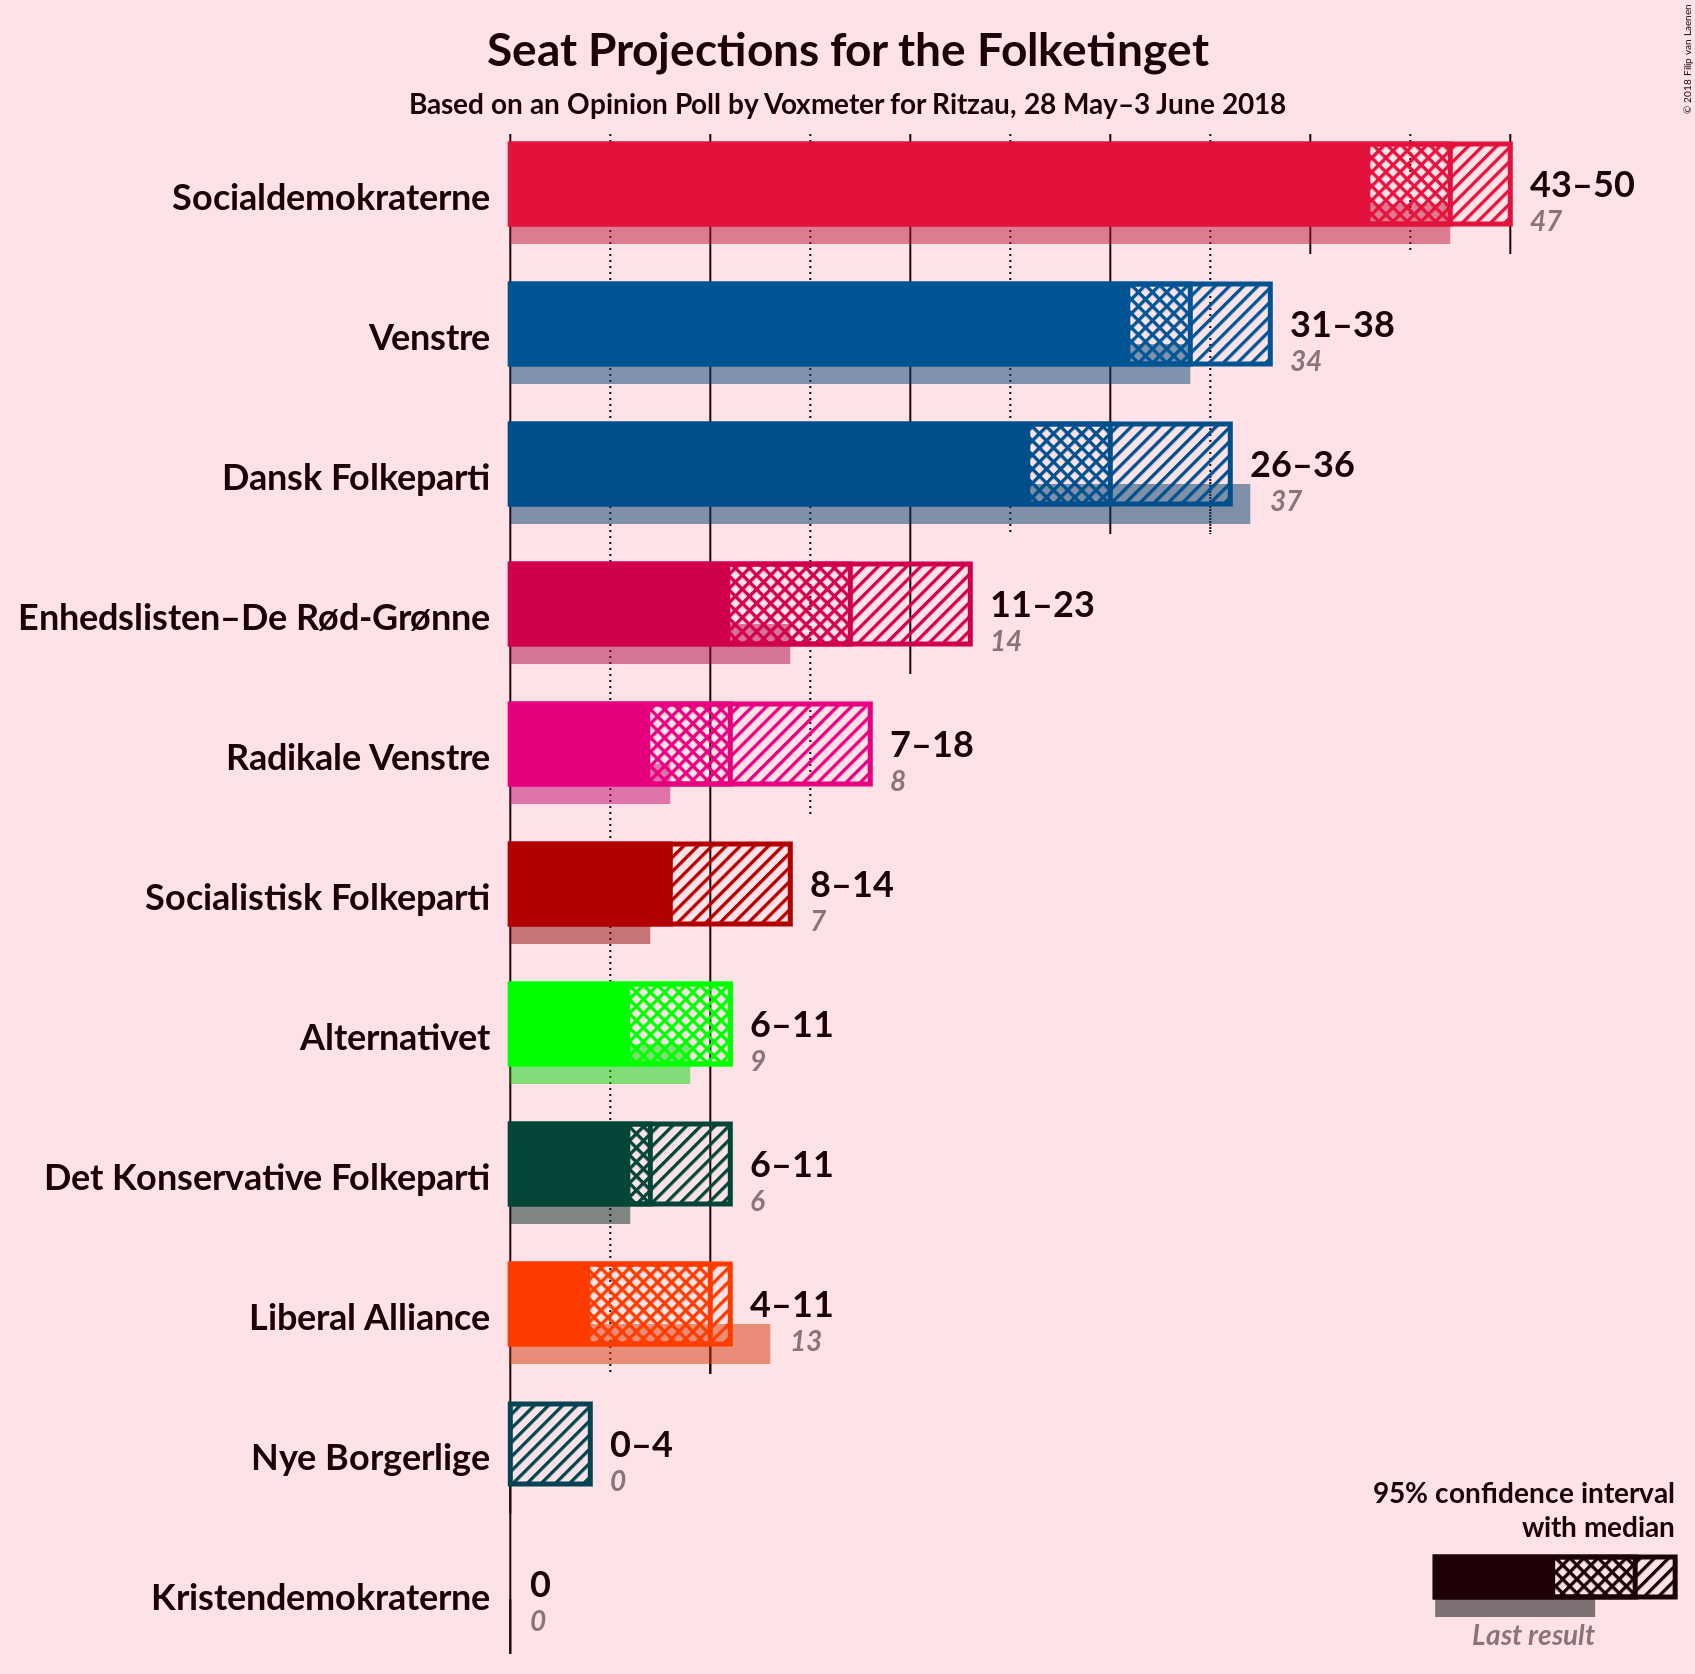 Seat Projections for the Folketinget
Based on an Opinion Poll by Voxmeter for Ritzau, 28 May–3 June 2018
© 2018 Filip van Laenen
Socialdemokraterne
43–50
47
Venstre
31–38
34
Dansk Folkeparti
26–36
37
Enhedslisten–De Rød-Grønne
11–23
14
Radikale Venstre
7–18
8
Socialistisk Folkeparti
8–14
7
Alternativet
6–11
9
Det Konservative Folkeparti
6–11
6
Liberal Alliance
4–11
13
Nye Borgerlige
0–4
0
Kristendemokraterne
0
0
95% confidence interval
with median
Last result